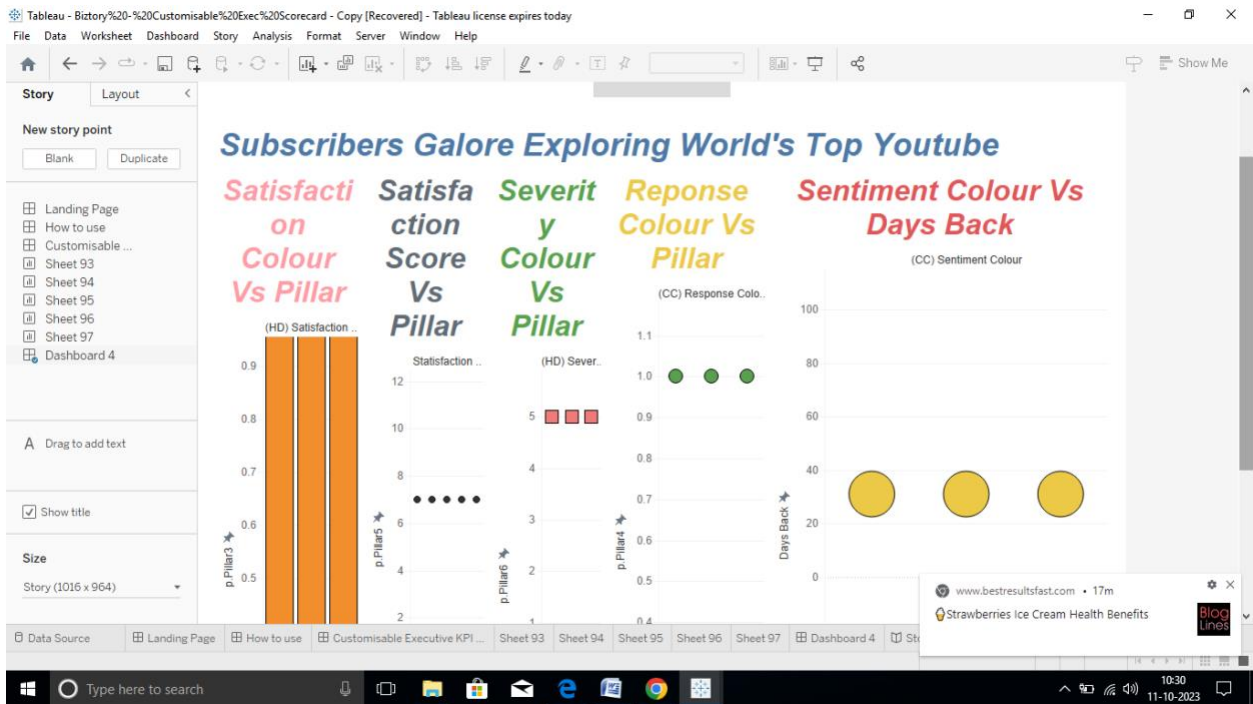 Tableau - Biztory%20-%20Customisable%20Exec%20Scorecard - Copy [Recovered] - Tableau license expires today
File Data Worksheet Dashboard Story Analysis Format Server Window Help
Show Me
Story Layout
New story point
Blank Duplicate
Landing Page
How to use
Customisable ...
Sheet 93
Sheet 94
Sheet 95
Sheet 96
Sheet 97
Dashboard 4
A Drag to add text
Show title
Size
Story (1016 x 964)
Subscribers Galore Exploring World's Top Youtube
Satisfacti
on
Colour
Vs Pillar
(HD) Satisfaction ..
0.9
0.8
0.7
0.6
0.5
p.Pillar3
Satisfa
ction
Score
Vs
Pillar
Statisfaction ..
12
10
8
6
4
2
p.Pillar5
Severit
y
Colour
Vs
Pillar
(HD) Sever..
5
4
3
2
p.Pillar6
Reponse
Colour Vs
Pillar
(CC) Response Colo..
1.1
1.0
0.9
0.8
0.7
0.6
0.5
0.4
p.Pillar4
Sentiment Colour Vs
Days Back
(CC) Sentiment Colour
100
80
60
40
20
0
Days Back
www.bestresultsfast.com • 17m
Strawberries Ice Cream Health Benefits
Blog
Lines
Data Source Landing Page How to use Customisable Executive KPI ... Sheet 93 Sheet 94 Sheet 95 Sheet 96 Sheet 97 Dashboard 4 St
Type here to search
10:30
11-10-2023